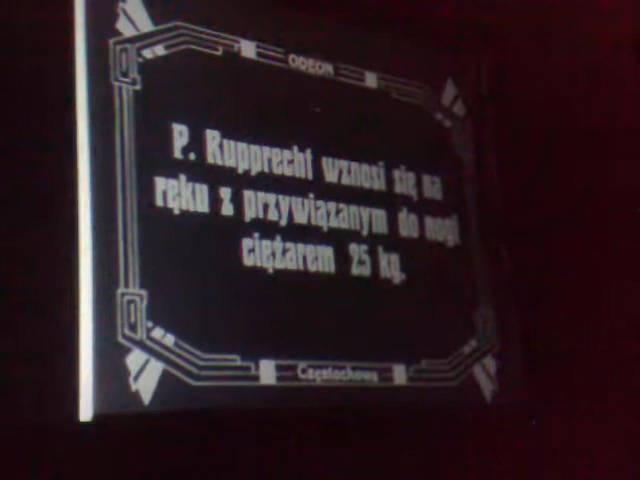 ODEON
P. Rupprecht wznosi się na
ręku z przywiązanym do nogi
ciężarem 25 kg.
Częstochowa